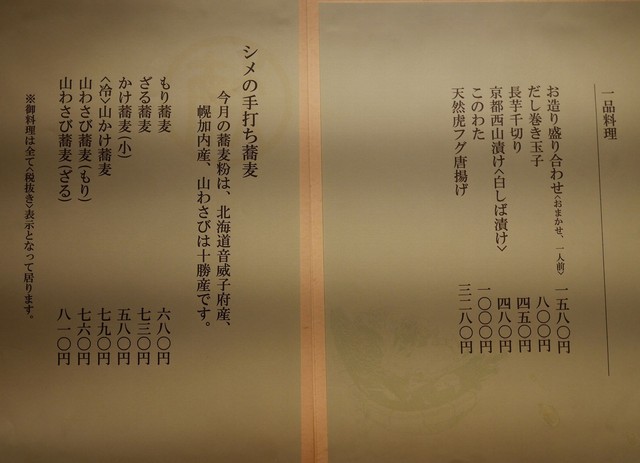 一品料理
お造り盛り合わせ〈おまかせ、一人前〉 一五八〇円
だし巻き玉子 八〇〇円
長芋千切り 四五〇円
京都西山漬け〈白しば漬け〉 四八〇円
このわた 一〇〇〇円
天然虎フグ唐揚げ 三二八〇円
シメの手打ち蕎麦
今月の蕎麦粉は、北海道音威子府産、
幌加内産、山わさびは十勝産です。
もり蕎麦 六八〇円
ざる蕎麦 七三〇円
かけ蕎麦(小) 五八〇円
〈冷〉山かけ蕎麦 七九〇円
山わさび蕎麦(もり) 七六〇円
山わさび蕎麦(ざる) 八一〇円
※御料理は全て〈税抜き〉表示となって居ります。